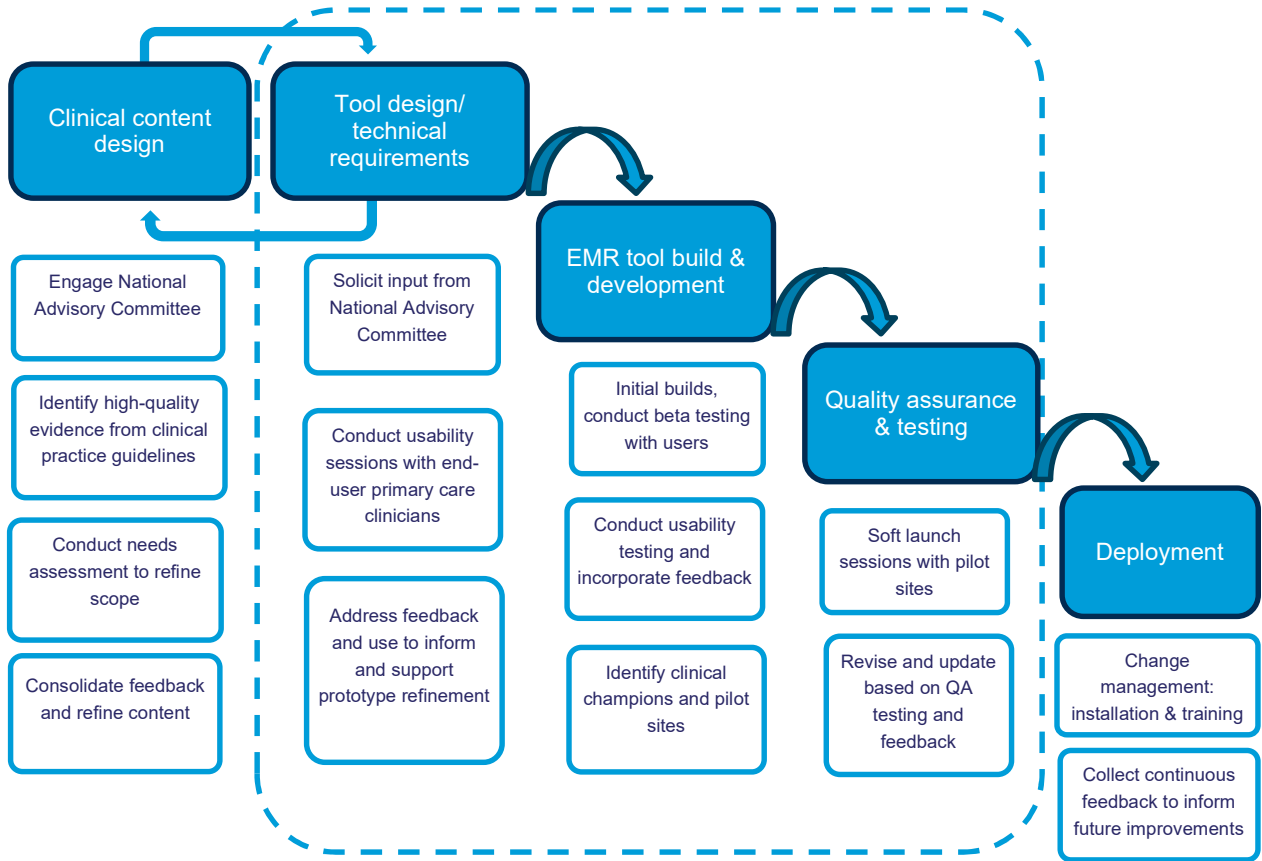 Clinical content
design
Tool design/
technical
requirements
EMR tool build &
development
Quality assurance
& testing
Deployment
Engage National
Advisory Committee
Identify high-quality
evidence from clinical
practice guidelines
Conduct needs
assessment to refine
scope
Consolidate feedback
and refine content
Solicit input from
National Advisory
Committee
Conduct usability
sessions with end-
user primary care
clinicians
Address feedback
and use to inform
and support
prototype refinement
Initial builds,
conduct beta testing
with users
Conduct usability
testing and
incorporate feedback
Identify clinical
champions and pilot
sites
Soft launch
sessions with pilot
sites
Revise and update
based on QA
testing and
feedback
Change
management:
installation & training
Collect continuous
feedback to inform
future improvements